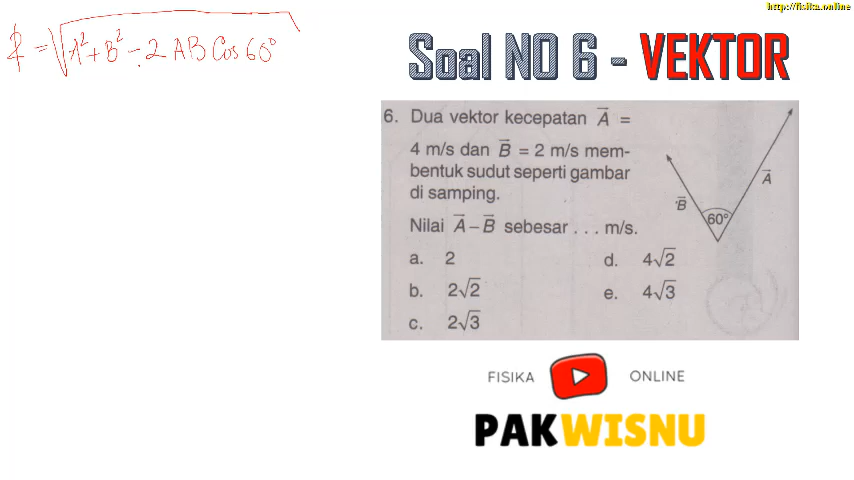 http://fisika.online
R = √A² + B² - 2 AB Cos 60°
Soal NO 6 - VEKTOR
6. Dua vektor kecepatan A⃗ =
4 m/s dan B⃗ = 2 m/s mem-
bentuk sudut seperti gambar
di samping.
Nilai A⃗ – B⃗ sebesar . . . m/s.
a. 2
b. 2√2
c. 2√3
d. 4√2
e. 4√3
B⃗
60°
A⃗
FISIKA ONLINE
PAKWISNU